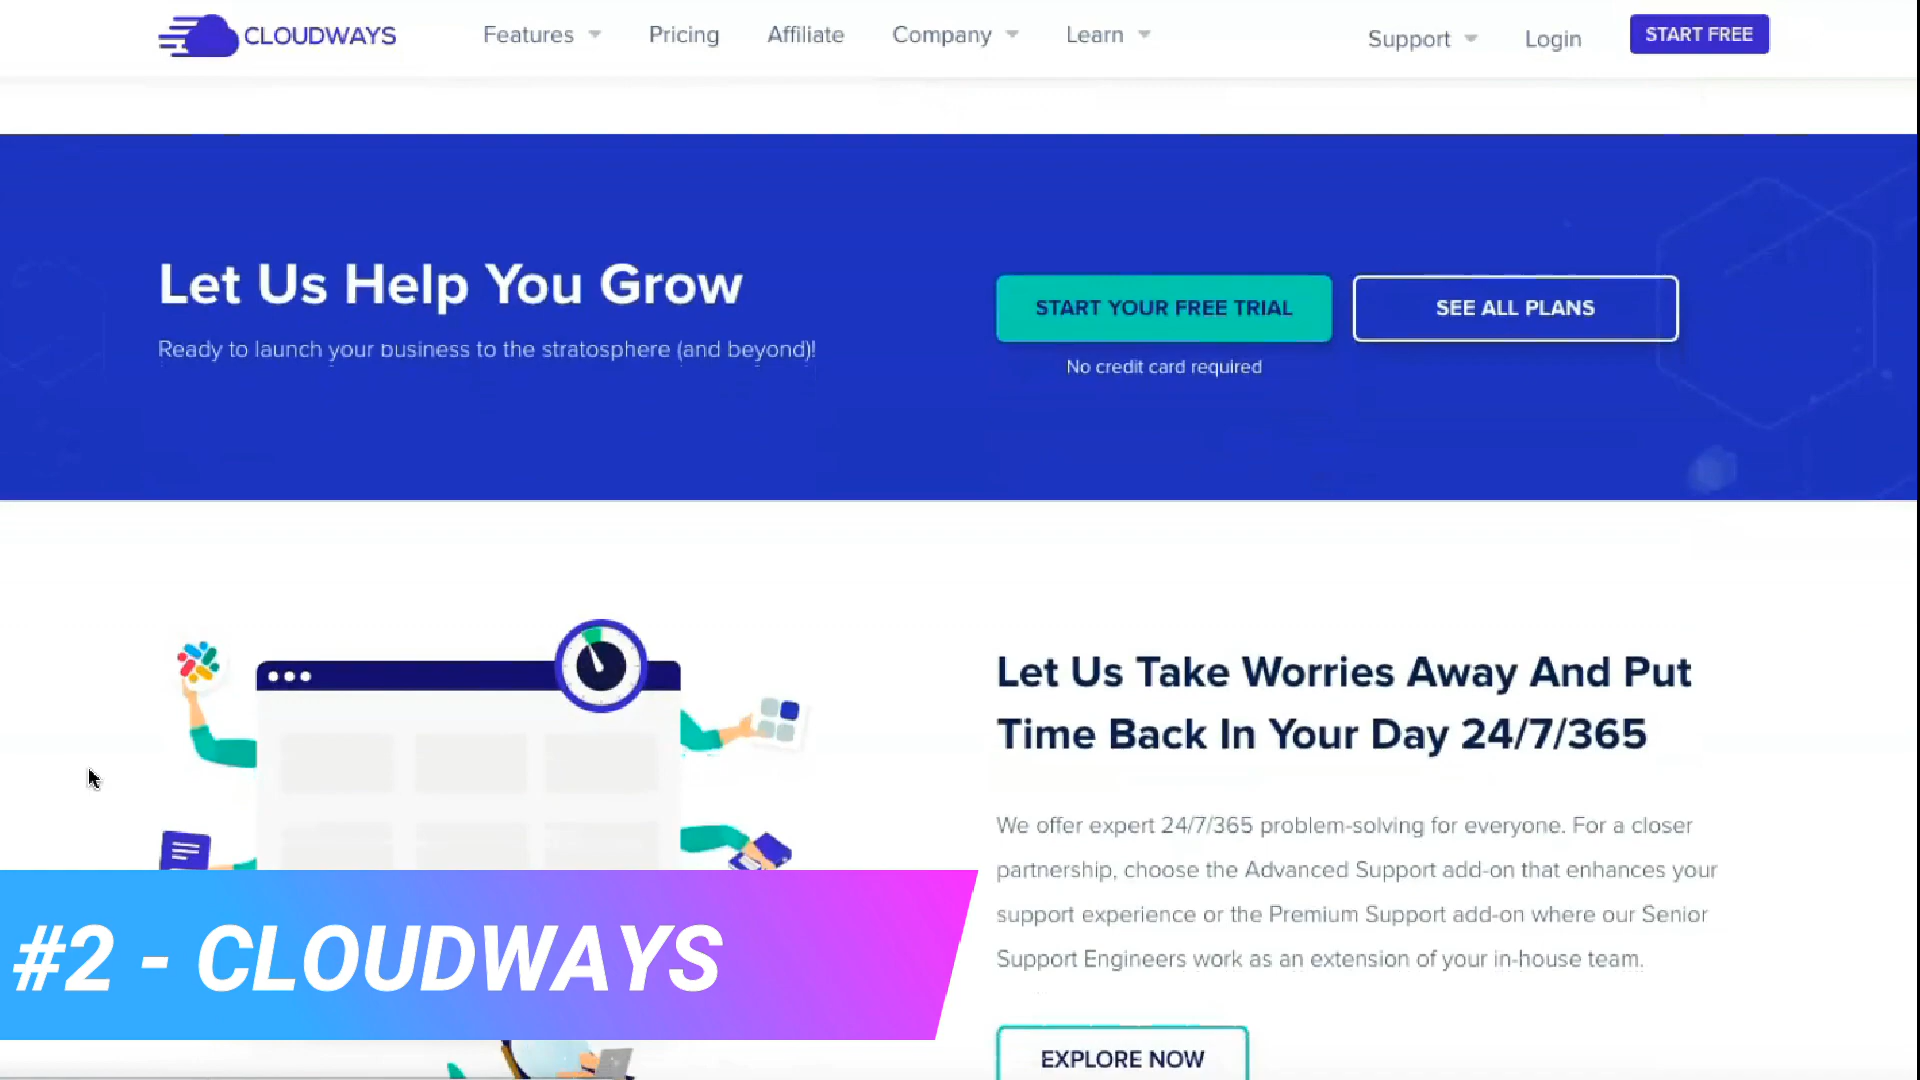 CLOUDWAYS
Features
Pricing
Affiliate
Company
Learn
Support
Login
START FREE
Let Us Help You Grow
Ready to launch your business to the stratosphere (and beyond)!
START YOUR FREE TRIAL
SEE ALL PLANS
No credit card required
Let Us Take Worries Away And Put
Time Back In Your Day 24/7/365
We offer expert 24/7/365 problem-solving for everyone. For a closer
partnership, choose the Advanced Support add-on that enhances your
support experience or the Premium Support add-on where our Senior
Support Engineers work as an extension of your in-house team.
EXPLORE NOW
#2 - CLOUDWAYS